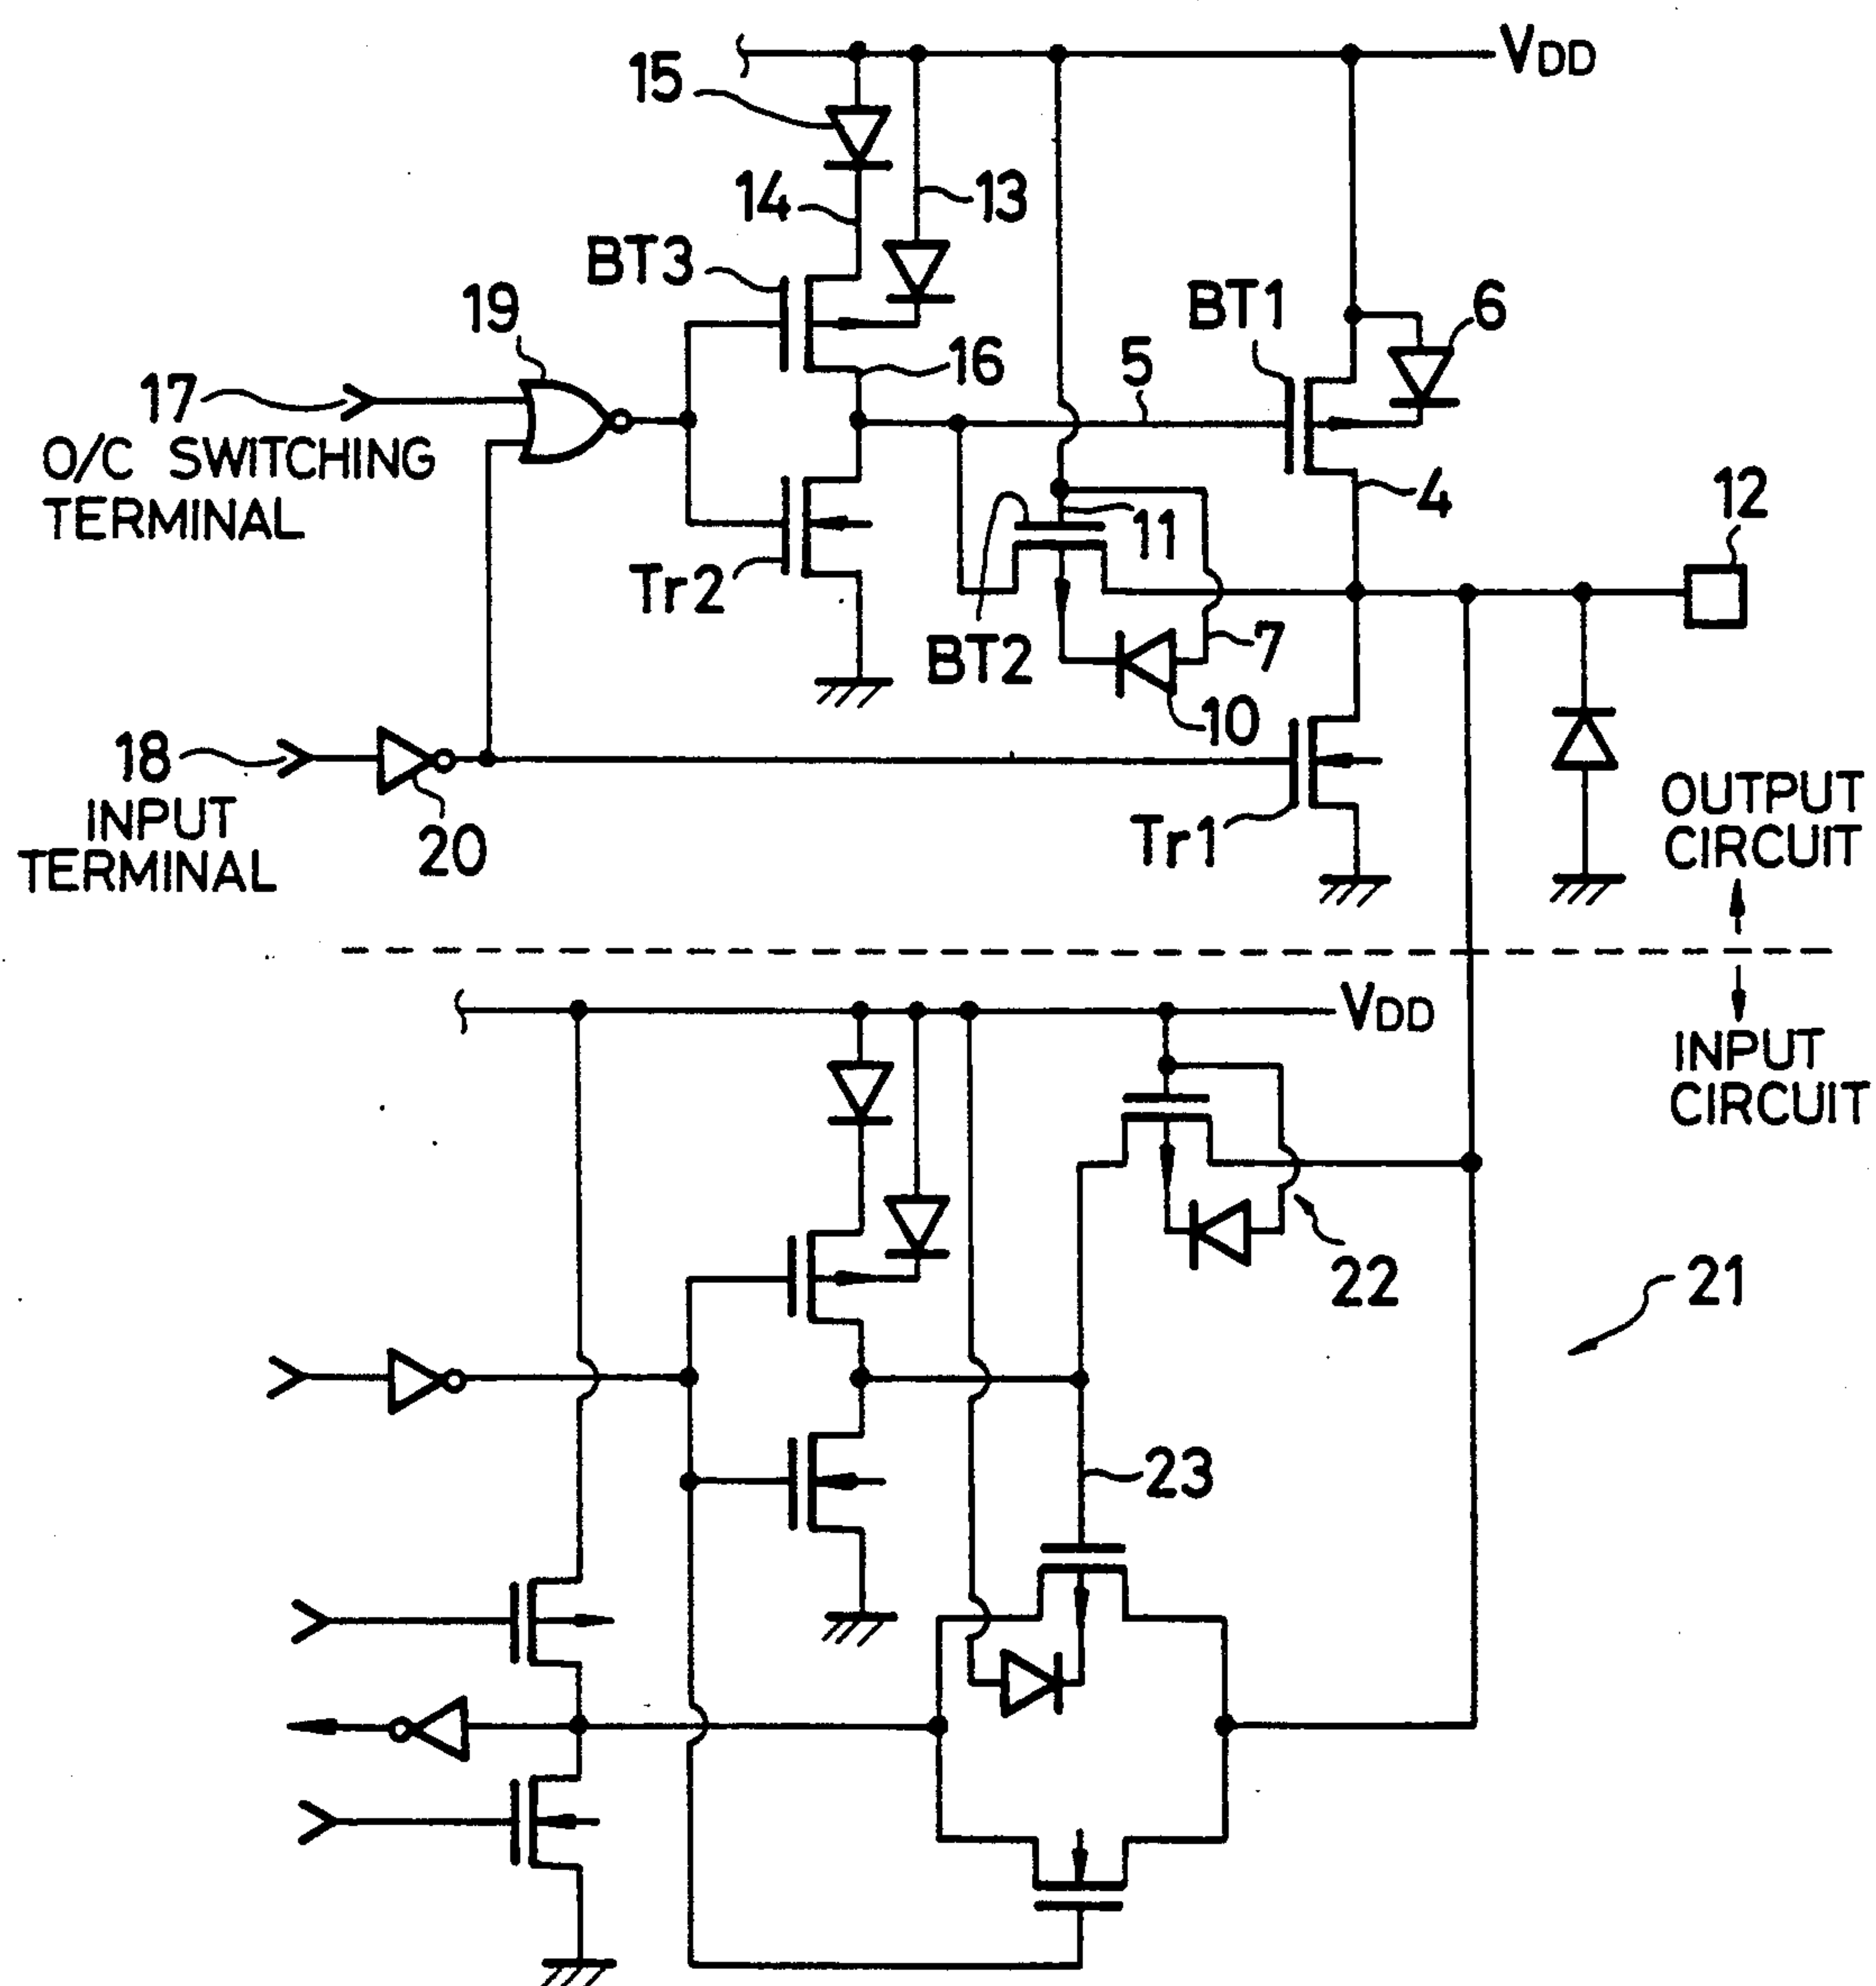 VDD
15
14
13
BT3
19
BT1
6
17
O/C SWITCHING
TERMINAL
16
5
4
12
11
Tr2
BT2
7
10
18
INPUT
TERMINAL
20
Tr1
OUTPUT
CIRCUIT
VDD
INPUT
CIRCUIT
22
21
23